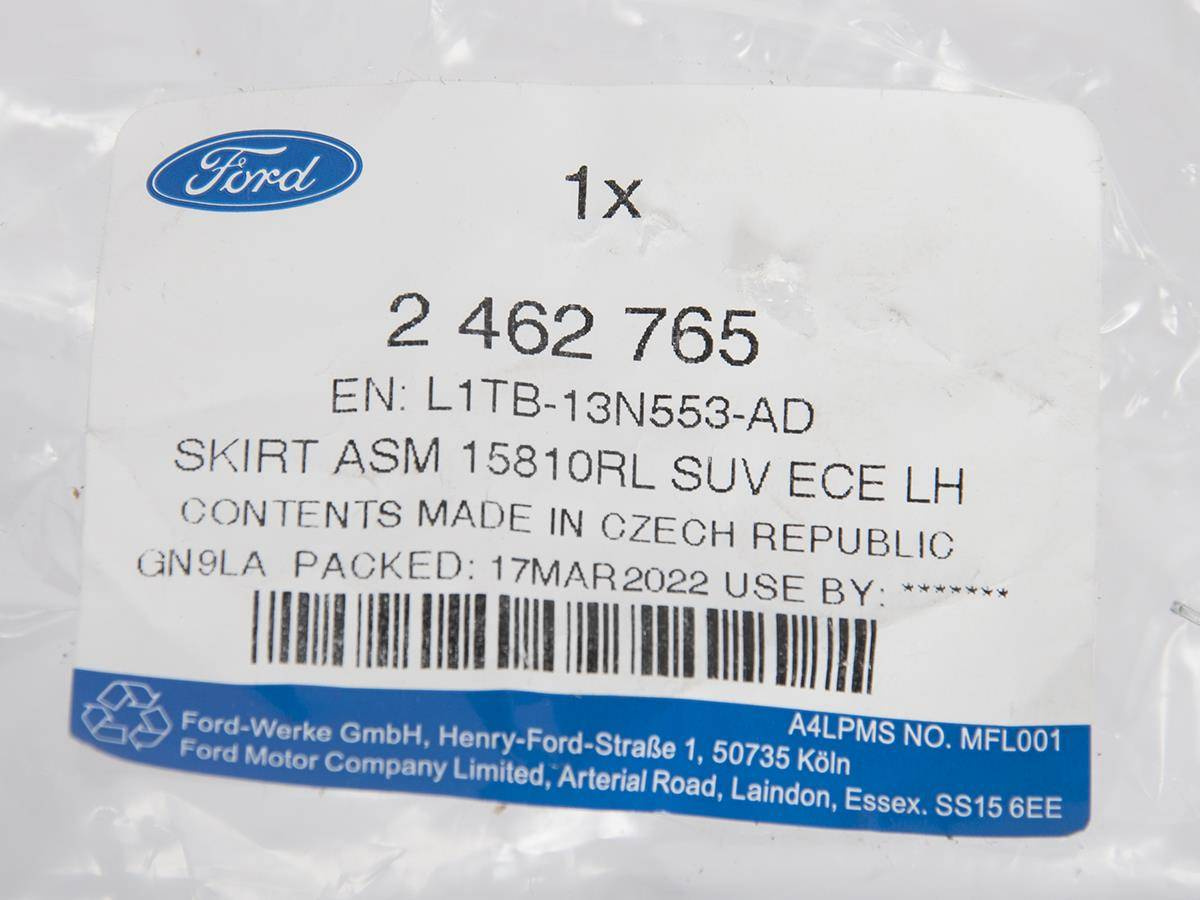 Ford
1x
2 462 765
EN: L1TB-13N553-AD
SKIRT ASM 15810RL SUV ECE LH
CONTENTS MADE IN CZECH REPUBLIC
GN9LA PACKED: 17MAR2022 USE BY: *******
A4LPMS NO. MFL001
Ford-Werke GmbH, Henry-Ford-Straße 1, 50735 Köln
Ford Motor Company Limited, Arterial Road, Laindon, Essex. SS15 6EE